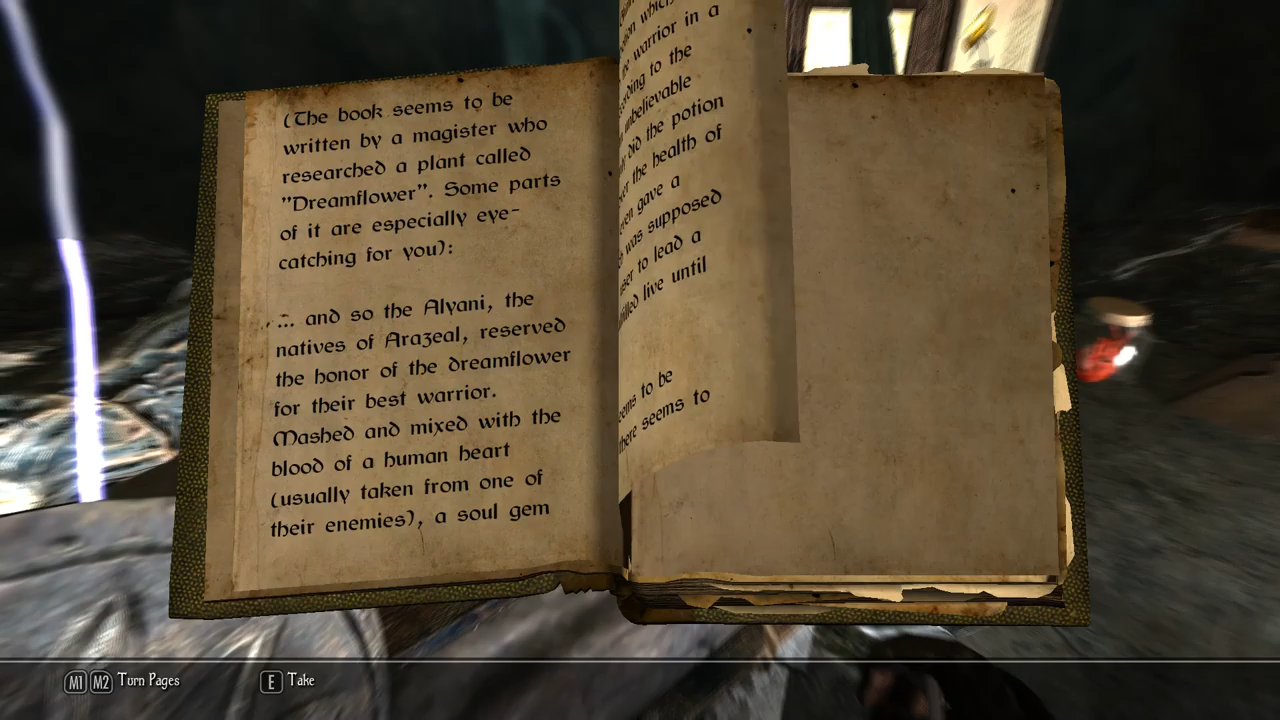 (The book seems to be
written by a magister who
researched a plant called
"Dreamflower". Some parts
of it are especially eye-
catching for you):
... and so the Alyani, the
natives of Arazeal, reserved
the honor of the dreamflower
for their best warrior.
Mashed and mixed with the
blood of a human heart
(usually taken from one of
their enemies), a soul gem
which
warrior in a
to the
unbelievable
did the potion
the health of
gave a
was supposed
to lead a
live until
to be
seems to
M1 M2 Turn Pages
E Take